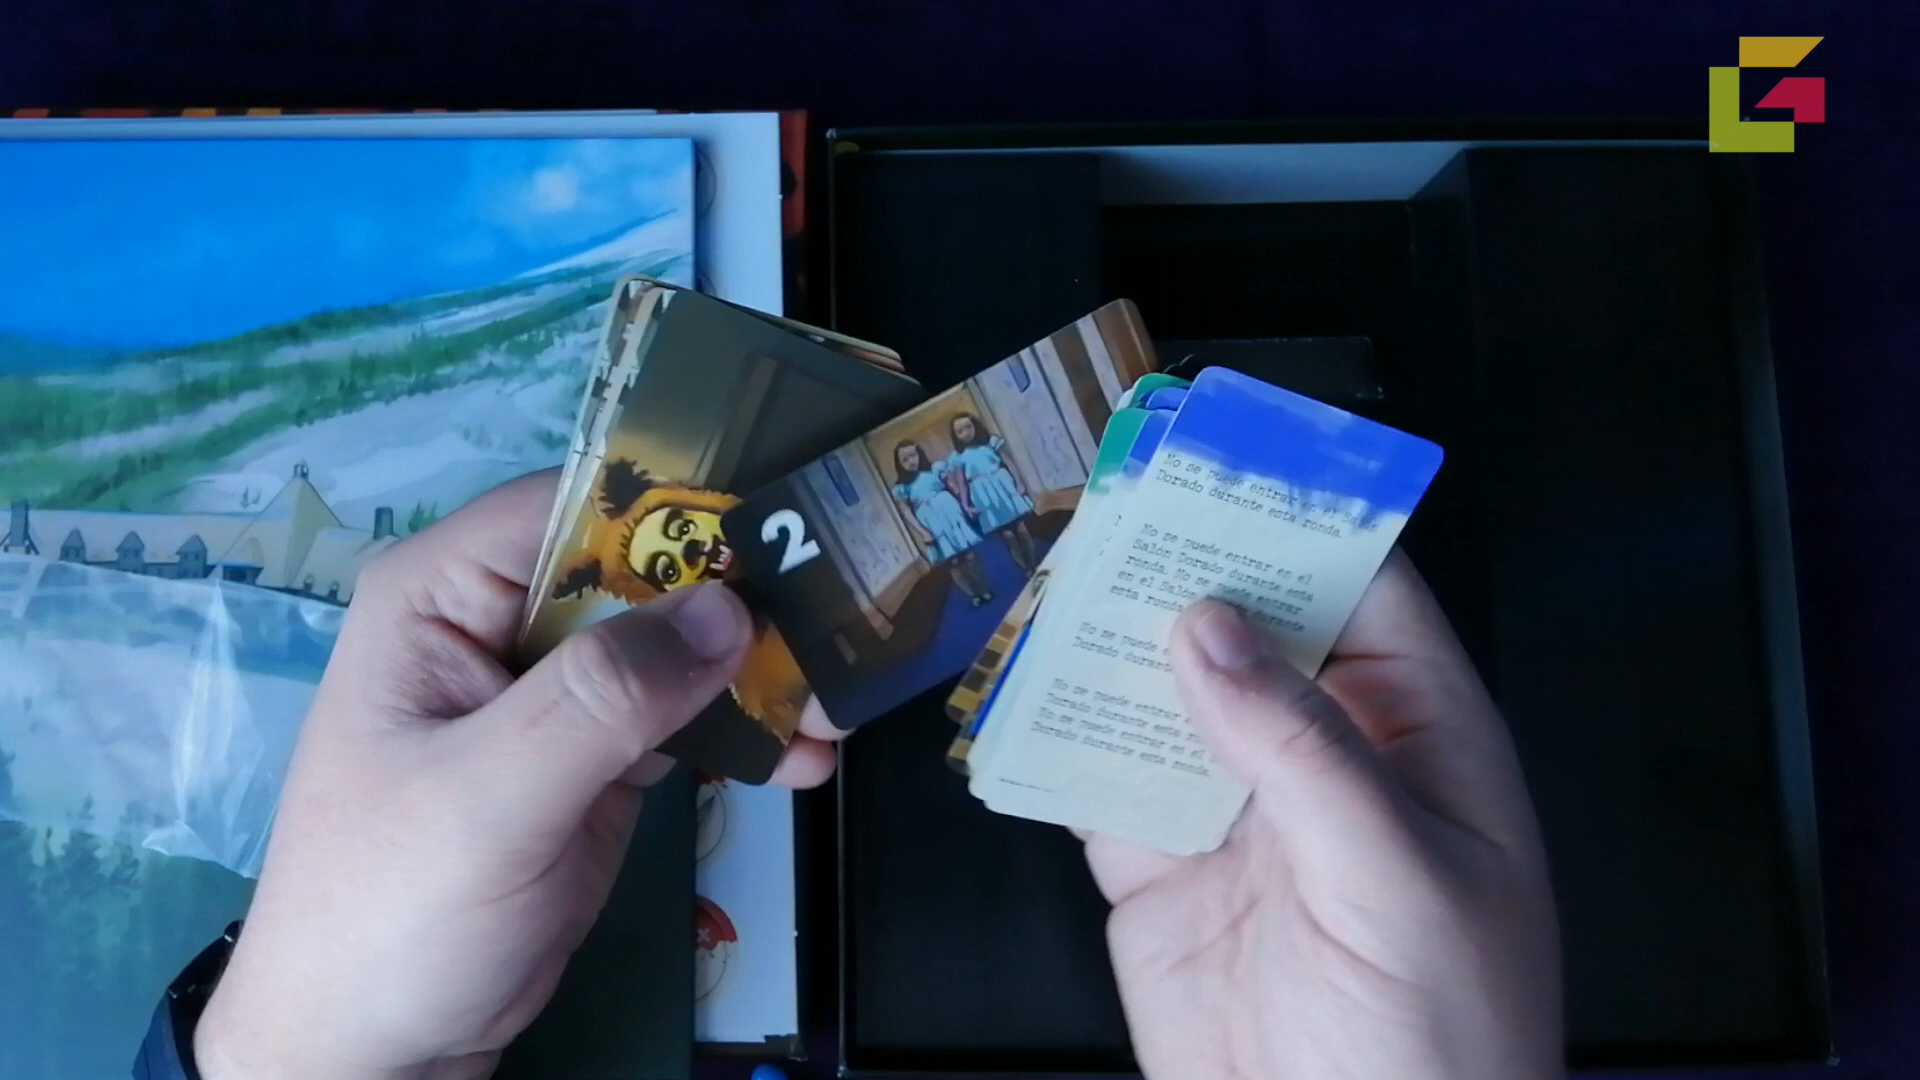 2
No se puede entrar en el Salón
Dorado durante esta ronda.
No se puede entrar en el
Salón Dorado durante esta
ronda. No se puede entrar
en el Salón durante
esta ronda
No se puede
Dorado durante
No se puede entrar
Dorado durante esta
No se puede entrar en el
Dorado durante esta ronda.